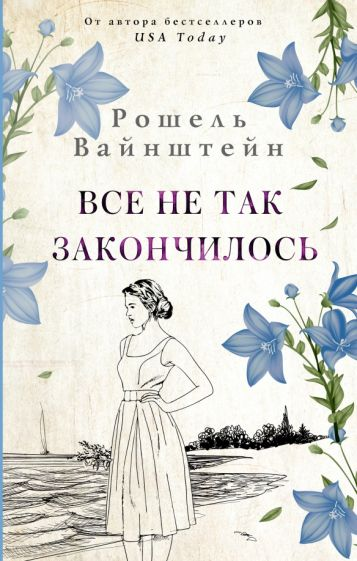 От автора бестселлеров
USA Today
Рошель
Вайнштейн
ВСЕ НЕ ТАК
ЗАКОНЧИЛОСЬ